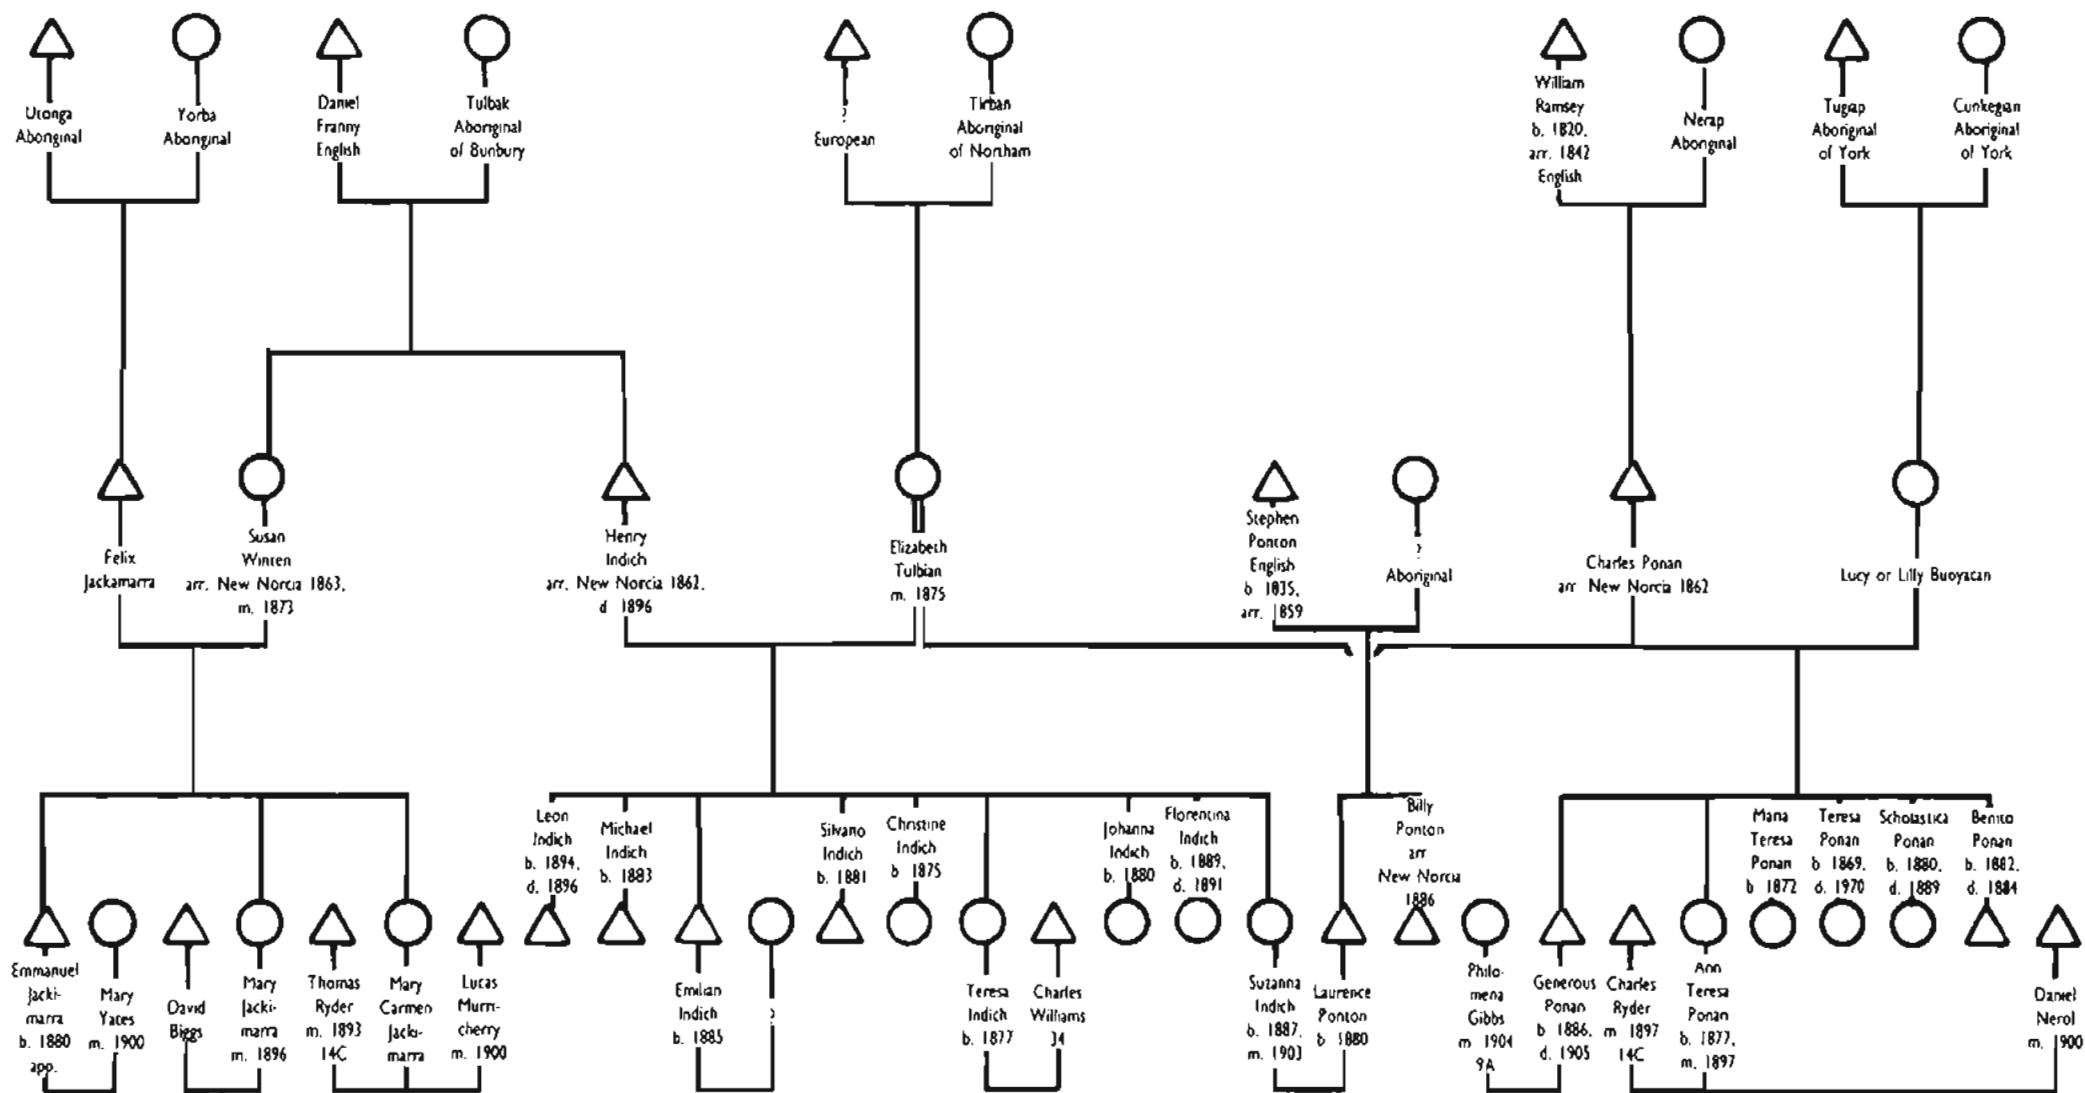 Utonga
Aboriginal
Yorba
Aboriginal
Daniel
Franny
English
Tulbak
Aboriginal
of Bunbury
?
European
Tirban
Aboriginal
of Northam
William
Ramsey
b. 1820,
arr. 1842
English
Nerap
Aboriginal
Tugiap
Aboriginal
of York
Cunkegian
Aboriginal
of York
Felix
Jackamarra
Susan
Winten
arr. New Norcia 1863,
m. 1873
Henry
Indich
arr. New Norcia 1862,
d 1896
Elizabeth
Tulbian
m. 1875
Stephen
Ponton
English
b 1835,
arr. 1859
?
Aboriginal
Charles Ponan
arr New Norcia 1862
Lucy or Lilly Buoyacan
Emmanuel
Jacki-
marra
b. 1880
app.
Mary
Yates
m. 1900
David
Biggs
Mary
Jacki-
marra
m. 1896
Thomas
Ryder
m. 1893
14C
Mary
Carmen
Jacki-
marra
Lucas
Murri-
cherry
m. 1900
Leon
Indich
b. 1894,
d. 1896
Michael
Indich
b. 1883
Emilian
Indich
b. 1885
?
Silvano
Indich
b. 1881
Christine
Indich
b 1875
Teresa
Indich
b. 1877
Charles
Williams
34
Johanna
Indich
b. 1880
Florentina
Indich
b. 1889,
d. 1891
Suzanna
Indich
b. 1887,
m. 1903
Laurence
Ponton
b 1880
Billy
Ponton
arr
New Norcia
1886
Philo-
mena
Gibbs
m 1904
9A
Generous
Ponan
b 1886,
d. 1905
Charles
Ryder
m 1897
14C
Ann
Teresa
Ponan
b. 1877,
m. 1897
Maria
Teresa
Ponan
b 1872
Teresa
Ponan
b 1869,
d. 1970
Scholastica
Ponan
b. 1880,
d. 1889
Benito
Ponan
b. 1882,
d. 1884
Daniel
Nerol
m. 1900